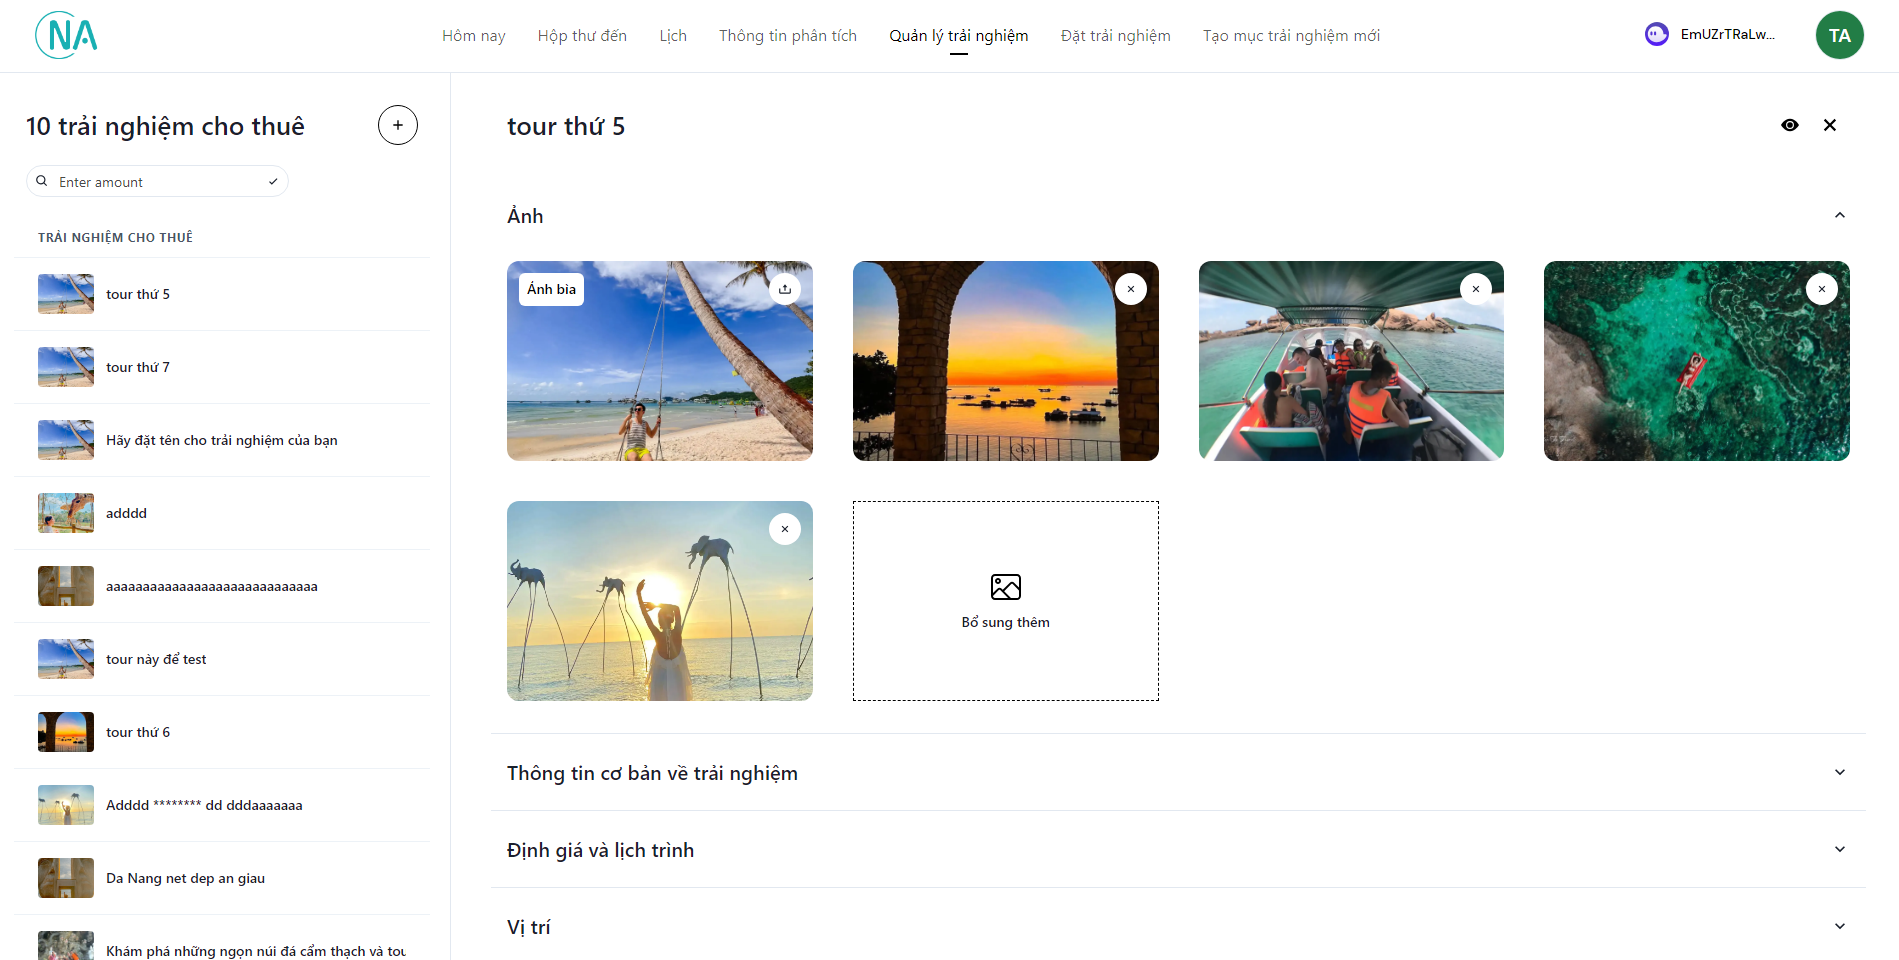 NA
Hôm nay
Hộp thư đến
Lịch
Thông tin phân tích
Quản lý trải nghiệm
Đặt trải nghiệm
Tạo mục trải nghiệm mới
EmUZrTRaLw...
TA
10 trải nghiệm cho thuê
Enter amount
TRẢI NGHIỆM CHO THUÊ
tour thứ 5
tour thứ 7
Hãy đặt tên cho trải nghiệm của bạn
adddd
aaaaaaaaaaaaaaaaaaaaaaaaaaaaa
tour này để test
tour thứ 6
Adddd ******** dd dddaaaaaaa
Da Nang net dep an giau
Khám phá những ngọn núi đá cẩm thạch và tou
tour thứ 5
Ảnh
Ảnh bìa
Bổ sung thêm
Thông tin cơ bản về trải nghiệm
Định giá và lịch trình
Vị trí